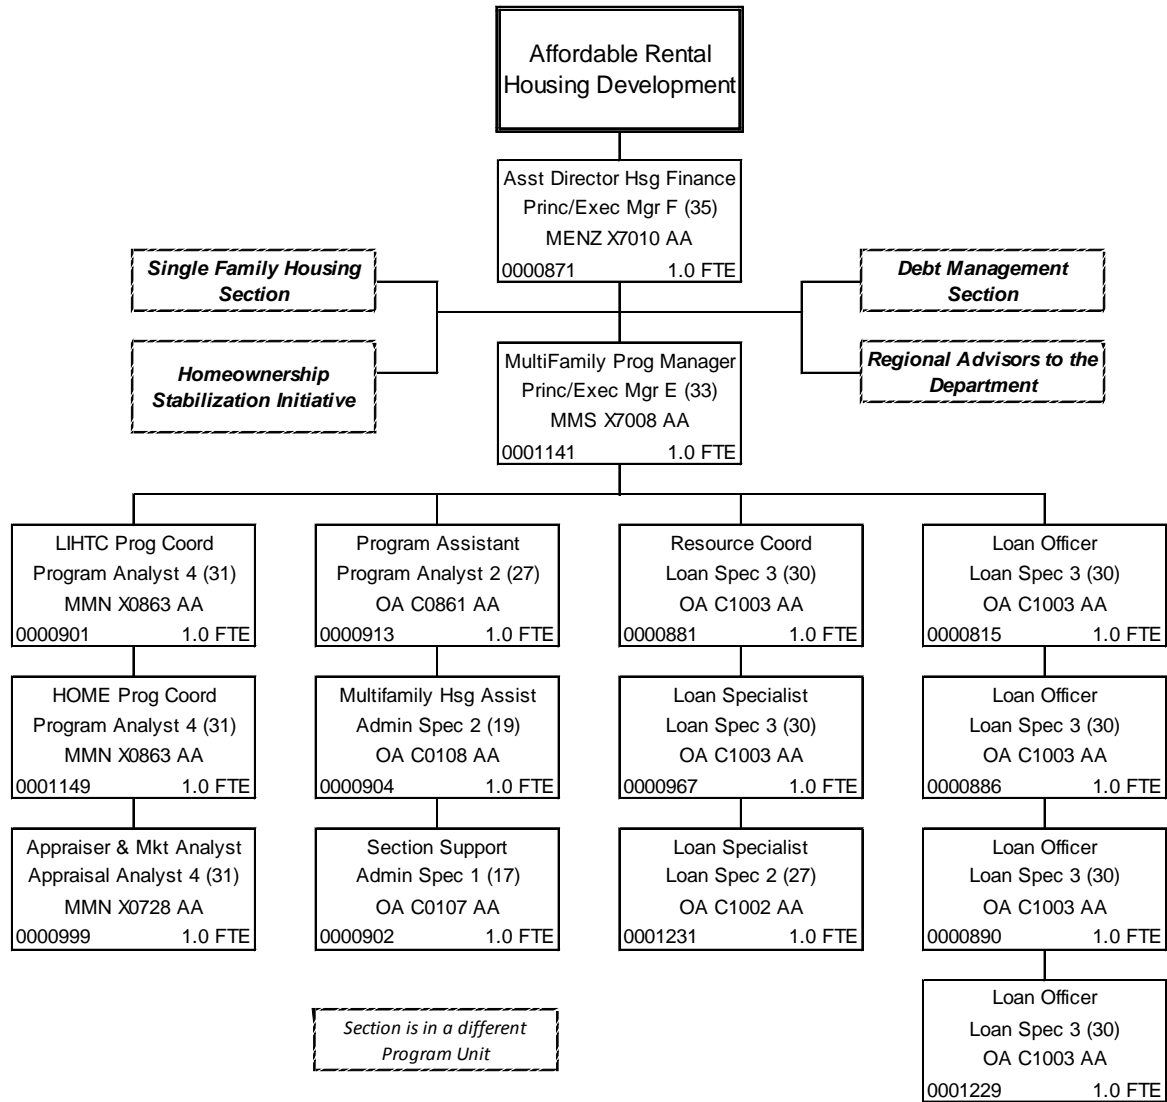 Affordable Rental
Housing Development
Asst Director Hsg Finance
Princ/Exec Mgr F (35)
MENZ X7010 AA
0000871 1.0 FTE
Single Family Housing
Section
Debt Management
Section
Homeownership
Stabilization Initiative
Regional Advisors to the
Department
MultiFamily Prog Manager
Princ/Exec Mgr E (33)
MMS X7008 AA
0001141 1.0 FTE
LIHTC Prog Coord
Program Analyst 4 (31)
MMN X0863 AA
0000901 1.0 FTE
Program Assistant
Program Analyst 2 (27)
OA C0861 AA
0000913 1.0 FTE
Resource Coord
Loan Spec 3 (30)
OA C1003 AA
0000881 1.0 FTE
Loan Officer
Loan Spec 3 (30)
OA C1003 AA
0000815 1.0 FTE
HOME Prog Coord
Program Analyst 4 (31)
MMN X0863 AA
0001149 1.0 FTE
Multifamily Hsg Assist
Admin Spec 2 (19)
OA C0108 AA
0000904 1.0 FTE
Loan Specialist
Loan Spec 3 (30)
OA C1003 AA
0000967 1.0 FTE
Loan Officer
Loan Spec 3 (30)
OA C1003 AA
0000886 1.0 FTE
Appraiser & Mkt Analyst
Appraisal Analyst 4 (31)
MMN X0728 AA
0000999 1.0 FTE
Section Support
Admin Spec 1 (17)
OA C0107 AA
0000902 1.0 FTE
Loan Specialist
Loan Spec 2 (27)
OA C1002 AA
0001231 1.0 FTE
Loan Officer
Loan Spec 3 (30)
OA C1003 AA
0000890 1.0 FTE
Section is in a different
Program Unit
Loan Officer
Loan Spec 3 (30)
OA C1003 AA
0001229 1.0 FTE